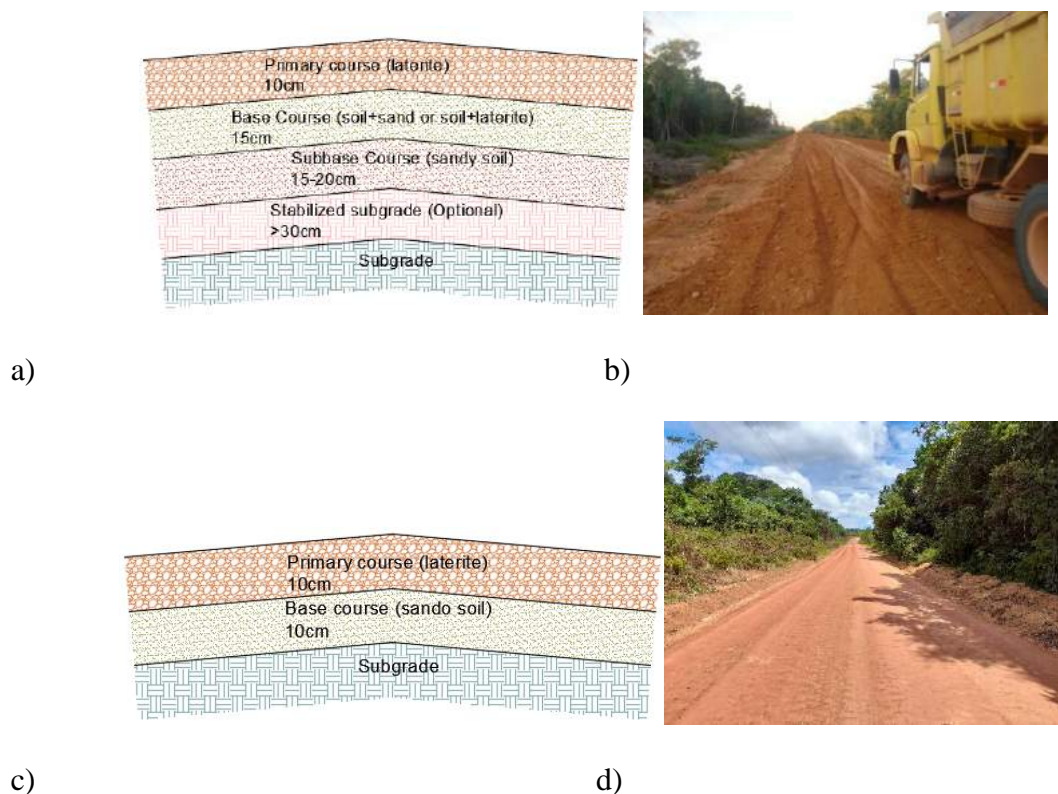 Primary course (laterite)
10cm
Base Course (soil+sand or soil+laterite)
15cm
Subbase Course (sandy soil)
15-20cm
Stabilized subgrade (Optional)
>30cm
Subgrade
a)
b)
Primary course (laterite)
10cm
Base course (sando soil)
10cm
Subgrade
c)
d)